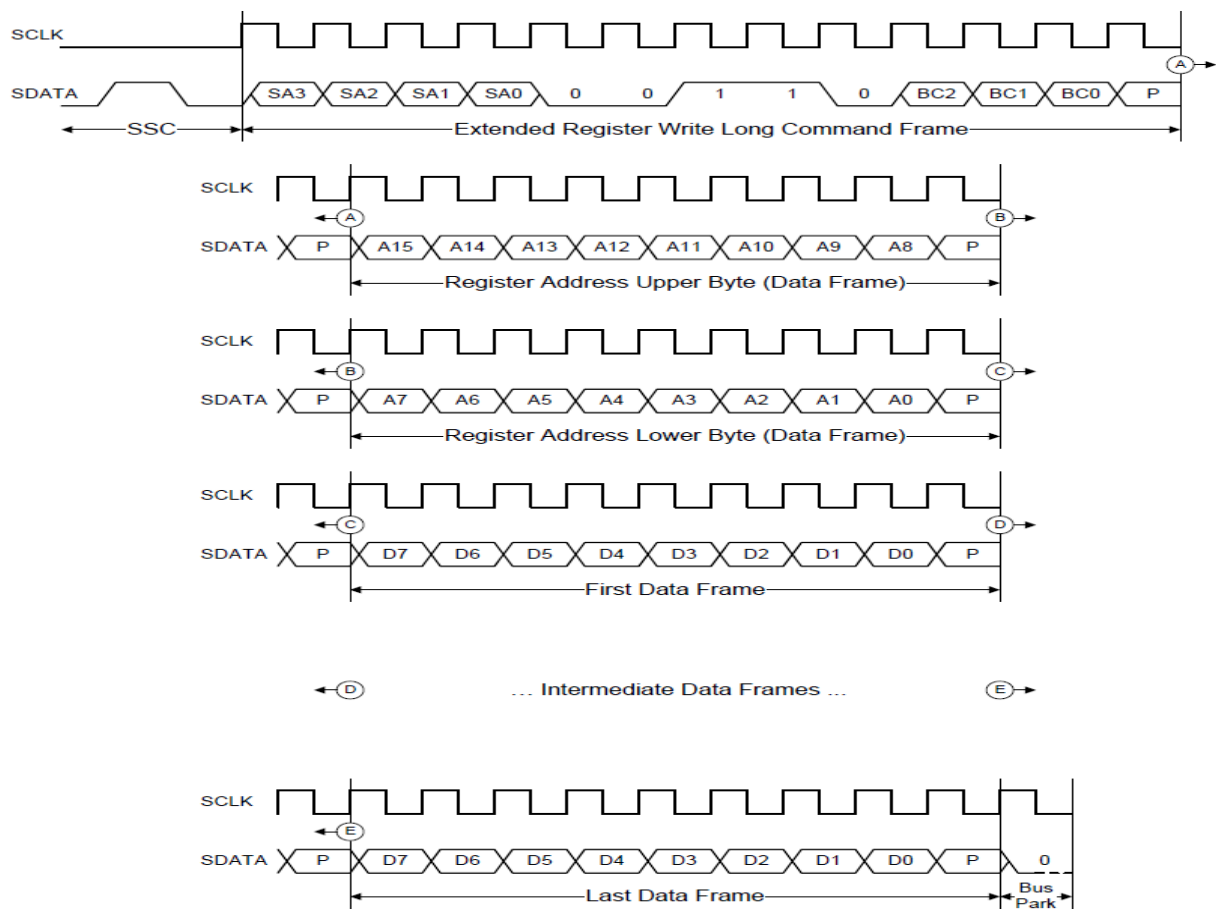 SCLK
A
SDATA SA3 SA2 SA1 SA0 0 0 1 1 0 BC2 BC1 BC0 P
SSC Extended Register Write Long Command Frame
SCLK
A B
SDATA P A15 A14 A13 A12 A11 A10 A9 A8 P
Register Address Upper Byte (Data Frame)
SCLK
B C
SDATA P A7 A6 A5 A4 A3 A2 A1 A0 P
Register Address Lower Byte (Data Frame)
SCLK
C D
SDATA P D7 D6 D5 D4 D3 D2 D1 D0 P
First Data Frame
D ... Intermediate Data Frames ... E
SCLK
E
SDATA P D7 D6 D5 D4 D3 D2 D1 D0 P 0
Last Data Frame Bus
Park